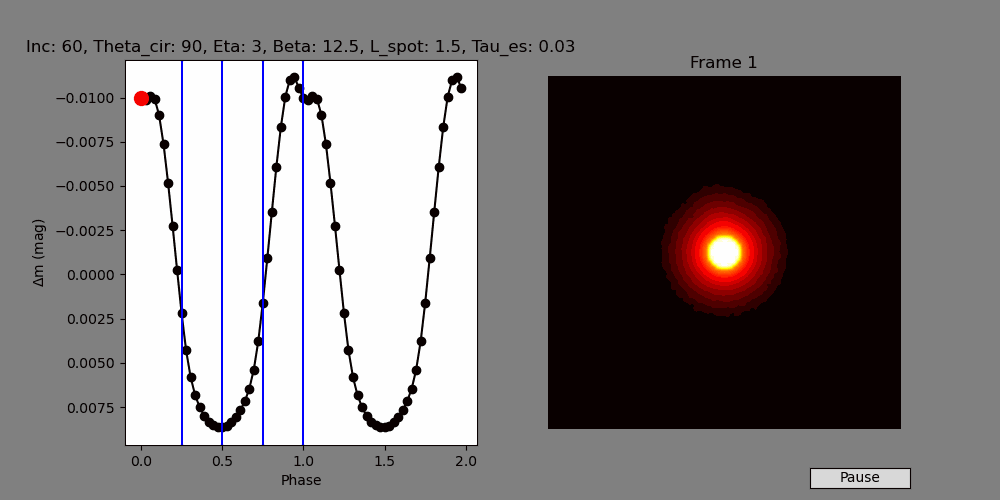 Inc: 60, Theta_cir: 90, Eta: 3, Beta: 12.5, L_spot: 1.5, Tau_es: 0.03
Frame 1
−0.0100
−0.0075
−0.0050
−0.0025
0.0000
0.0025
0.0050
0.0075
Δm (mag)
0.0 0.5 1.0 1.5 2.0
Phase
Pause